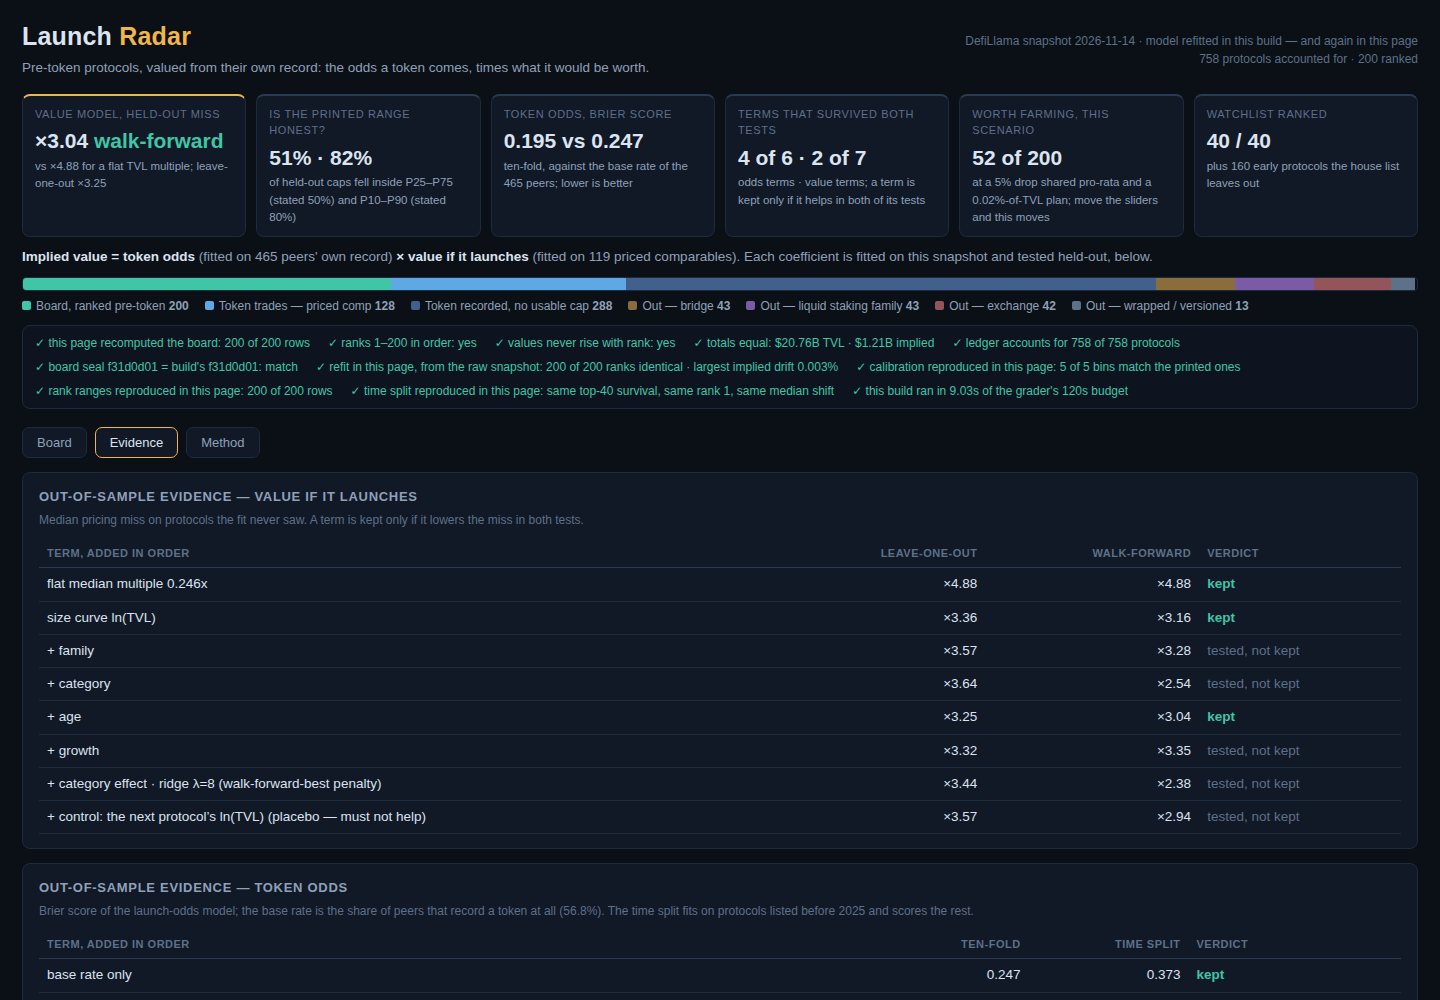 Launch Radar
DefiLlama snapshot 2026-11-14 · model refitted in this build — and again in this page
758 protocols accounted for · 200 ranked
Pre-token protocols, valued from their own record: the odds a token comes, times what it would be worth.
VALUE MODEL, HELD-OUT MISS
×3.04 walk-forward
vs ×4.88 for a flat TVL multiple; leave-
one-out ×3.25
IS THE PRINTED RANGE
HONEST?
51% · 82%
of held-out caps fell inside P25–P75
(stated 50%) and P10–P90 (stated
80%)
TOKEN ODDS, BRIER SCORE
0.195 vs 0.247
ten-fold, against the base rate of the
465 peers; lower is better
TERMS THAT SURVIVED BOTH
TESTS
4 of 6 · 2 of 7
odds terms · value terms; a term is
kept only if it helps in both of its tests
WORTH FARMING, THIS
SCENARIO
52 of 200
at a 5% drop shared pro-rata and a
0.02%-of-TVL plan; move the sliders
and this moves
WATCHLIST RANKED
40 / 40
plus 160 early protocols the house list
leaves out
Implied value = token odds (fitted on 465 peers' own record) × value if it launches (fitted on 119 priced comparables). Each coefficient is fitted on this snapshot and tested held-out, below.
Board, ranked pre-token 200 Token trades — priced comp 128 Token recorded, no usable cap 288 Out — bridge 43 Out — liquid staking family 43 Out — exchange 42 Out — wrapped / versioned 13
✓ this page recomputed the board: 200 of 200 rows ✓ ranks 1–200 in order: yes ✓ values never rise with rank: yes ✓ totals equal: $20.76B TVL · $1.21B implied ✓ ledger accounts for 758 of 758 protocols
✓ board seal f31d0d01 = build's f31d0d01: match ✓ refit in this page, from the raw snapshot: 200 of 200 ranks identical · largest implied drift 0.003% ✓ calibration reproduced in this page: 5 of 5 bins match the printed ones
✓ rank ranges reproduced in this page: 200 of 200 rows ✓ time split reproduced in this page: same top-40 survival, same rank 1, same median shift ✓ this build ran in 9.03s of the grader's 120s budget
Board Evidence Method
OUT-OF-SAMPLE EVIDENCE — VALUE IF IT LAUNCHES
Median pricing miss on protocols the fit never saw. A term is kept only if it lowers the miss in both tests.
TERM, ADDED IN ORDER LEAVE-ONE-OUT WALK-FORWARD VERDICT
flat median multiple 0.246x ×4.88 ×4.88 kept
size curve ln(TVL) ×3.36 ×3.16 kept
+ family ×3.57 ×3.28 tested, not kept
+ category ×3.64 ×2.54 tested, not kept
+ age ×3.25 ×3.04 kept
+ growth ×3.32 ×3.35 tested, not kept
+ category effect · ridge λ=8 (walk-forward-best penalty) ×3.44 ×2.38 tested, not kept
+ control: the next protocol's ln(TVL) (placebo — must not help) ×3.57 ×2.94 tested, not kept
OUT-OF-SAMPLE EVIDENCE — TOKEN ODDS
Brier score of the launch-odds model; the base rate is the share of peers that record a token at all (56.8%). The time split fits on protocols listed before 2025 and scores the rest.
TERM, ADDED IN ORDER TEN-FOLD TIME SPLIT VERDICT
base rate only 0.247 0.373 kept